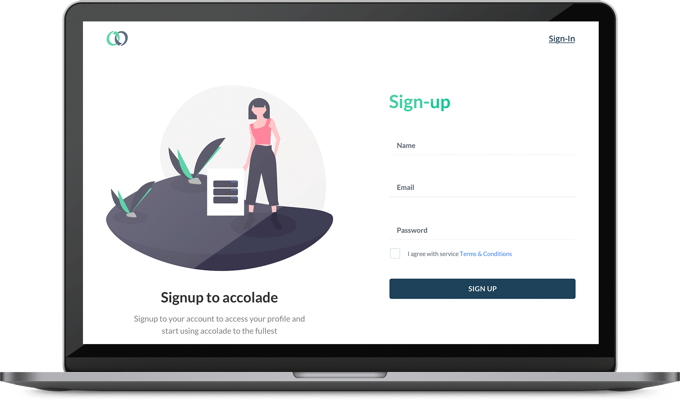 Sign-In
Sign-up
Name
Email
Password
I agree with service Terms & Conditions
SIGN UP
Signup to accolade
Signup to your account to access your profile and
start using accolade to the fullest